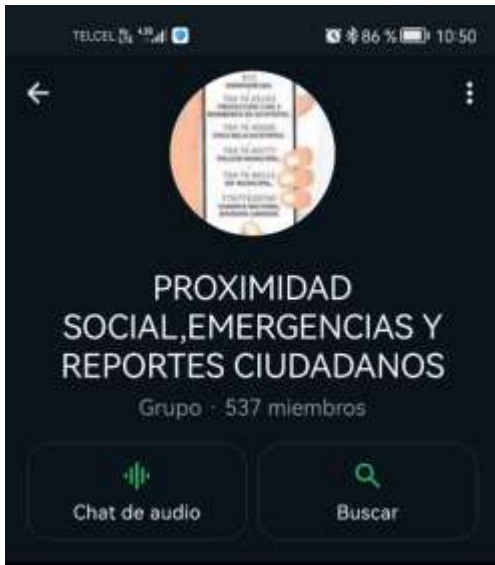 TELCEL
86 % 10:50
PROXIMIDAD
SOCIAL,EMERGENCIAS Y
REPORTES CIUDADANOS
Grupo · 537 miembros
Chat de audio
Buscar